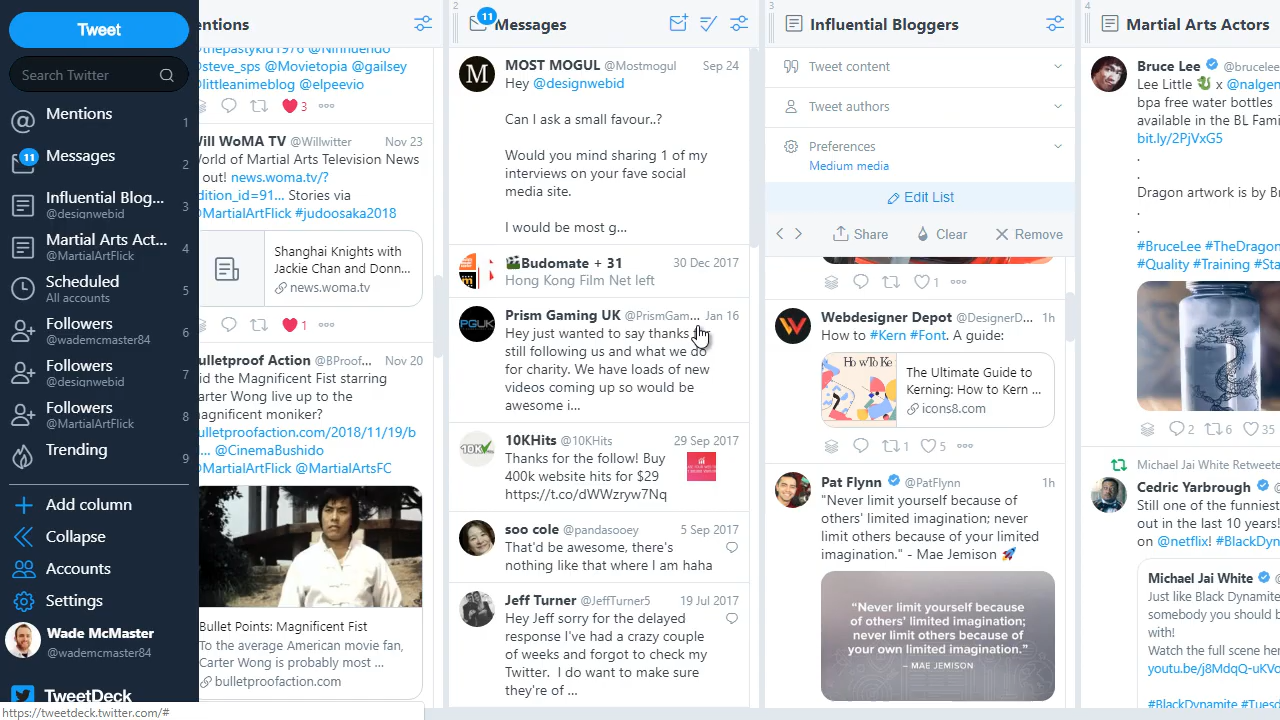 Tweet
Search Twitter
Mentions
1
11
Messages
2
Influential Blog...
@designwebid
3
Martial Arts Act...
@MartialArtFlick
4
Scheduled
All accounts
5
Followers
@wademcmaster84
6
Followers
@designwebid
7
Followers
@MartialArtFlick
8
Trending
9
Add column
Collapse
Accounts
Settings
Wade McMaster
@wademcmaster84
TweetDeck
https://tweetdeck.twitter.com/#
entions
@steve_sps @Movietopia @gailsey
@littleanimeblog @elpeevio
3
Will WoMA TV @Willwitter Nov 23
World of Martial Arts Television News
out! news.woma.tv/?
edition_id=91... Stories via
@MartialArtFlick #judoosaka2018
Shanghai Knights with
Jackie Chan and Donn...
news.woma.tv
1
ulletproof Action @BProof... Nov 20
id the Magnificent Fist starring
arter Wong live up to the
agnificent moniker?
ulletproofaction.com/2018/11/19/b
... @CinemaBushido
@MartialArtFlick @MartialArtsFC
Bullet Points: Magnificent Fist
To the average American movie fan,
Carter Wong is probably most ...
bulletproofaction.com
2
11
Messages
MOST MOGUL @Mostmogul Sep 24
Hey @designwebid
Can I ask a small favour..?
Would you mind sharing 1 of my
interviews on your fave social
media site.
I would be most g...
Budomate + 31 30 Dec 2017
Hong Kong Film Net left
PGUK
Prism Gaming UK @PrismGam... Jan 16
Hey just wanted to say thanks
still following us and what we do
for charity. We have loads of new
videos coming up so would be
awesome i...
10K
10KHits @10KHits 29 Sep 2017
Thanks for the follow! Buy
400k website hits for $29
https://t.co/dWWzryw7Nq
soo cole @pandasooey 5 Sep 2017
That'd be awesome, there's
nothing like that where I am haha
Jeff Turner @JeffTurner5 19 Jul 2017
Hey Jeff sorry for the delayed
response I've had a crazy couple
of weeks and forgot to check my
Twitter. I do want to make sure
they're of ...
3
Influential Bloggers
Tweet content
Tweet authors
Preferences
Medium media
Edit List
Share Clear Remove
1
Webdesigner Depot @DesignerD... 1h
How to #Kern #Font. A guide:
How To Ke
The Ultimate Guide to
Kerning: How to Kern ...
icons8.com
1 5
Pat Flynn @PatFlynn 1h
"Never limit yourself because of
others' limited imagination; never
limit others because of your limited
imagination." - Mae Jemison 🚀
"Never limit yourself because
of others' limited imagination;
never limit others because of
your own limited imagination."
– MAE JEMISON
4
Martial Arts Actors
Bruce Lee @brucelee
Lee Little 🐉 x @nalgen
bpa free water bottles
available in the BL Fami
bit.ly/2PjVxG5
.
.
Dragon artwork is by B
.
.
#BruceLee #TheDragon
#Quality #Training #Sta
2 6 35
Michael Jai White Retweete
Cedric Yarbrough @
Still one of the funniest
out in the last 10 years!
on @netflix! #BlackDyn
Michael Jai White @
Just like Black Dynamite
somebody you should b
with!
Watch the full scene her
youtu.be/j8MdqQ-uKVo
#BlackDynamite #Tuesc